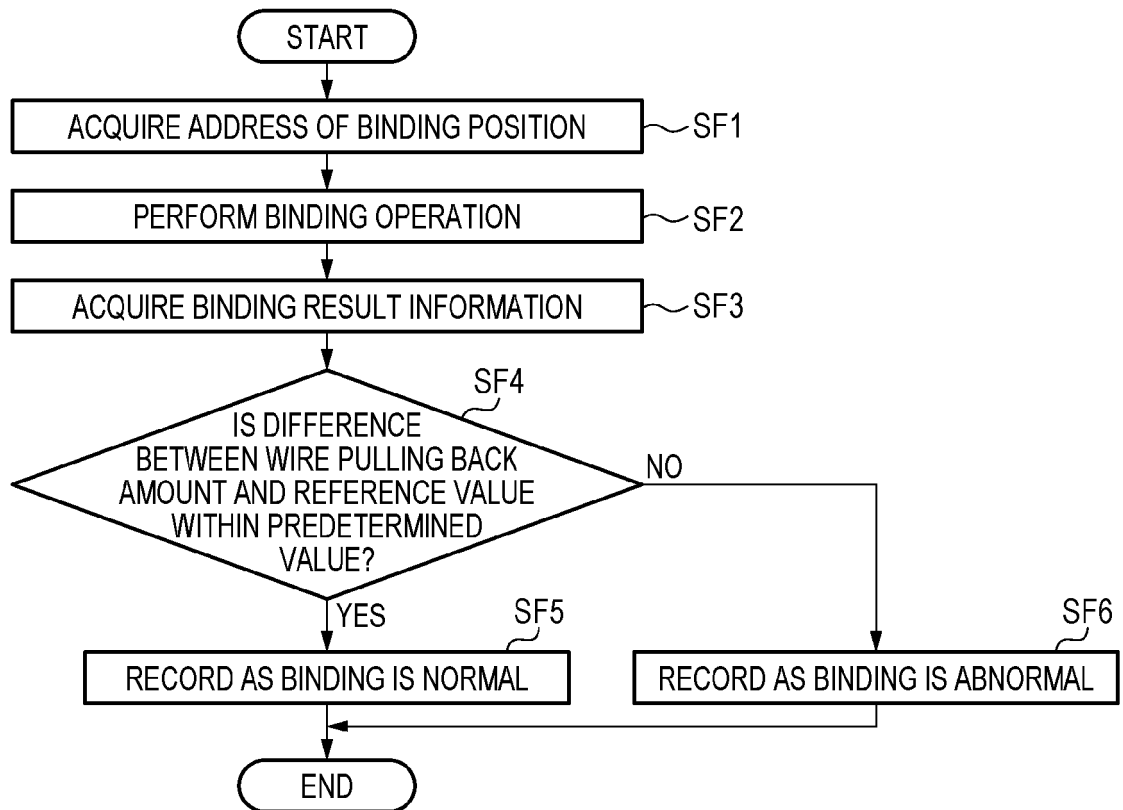 START
ACQUIRE ADDRESS OF BINDING POSITION
SF1
PERFORM BINDING OPERATION
SF2
ACQUIRE BINDING RESULT INFORMATION
SF3
SF4
IS DIFFERENCE
BETWEEN WIRE PULLING BACK
AMOUNT AND REFERENCE VALUE
WITHIN PREDETERMINED
VALUE?
NO
YES
SF5
SF6
RECORD AS BINDING IS NORMAL
RECORD AS BINDING IS ABNORMAL
END